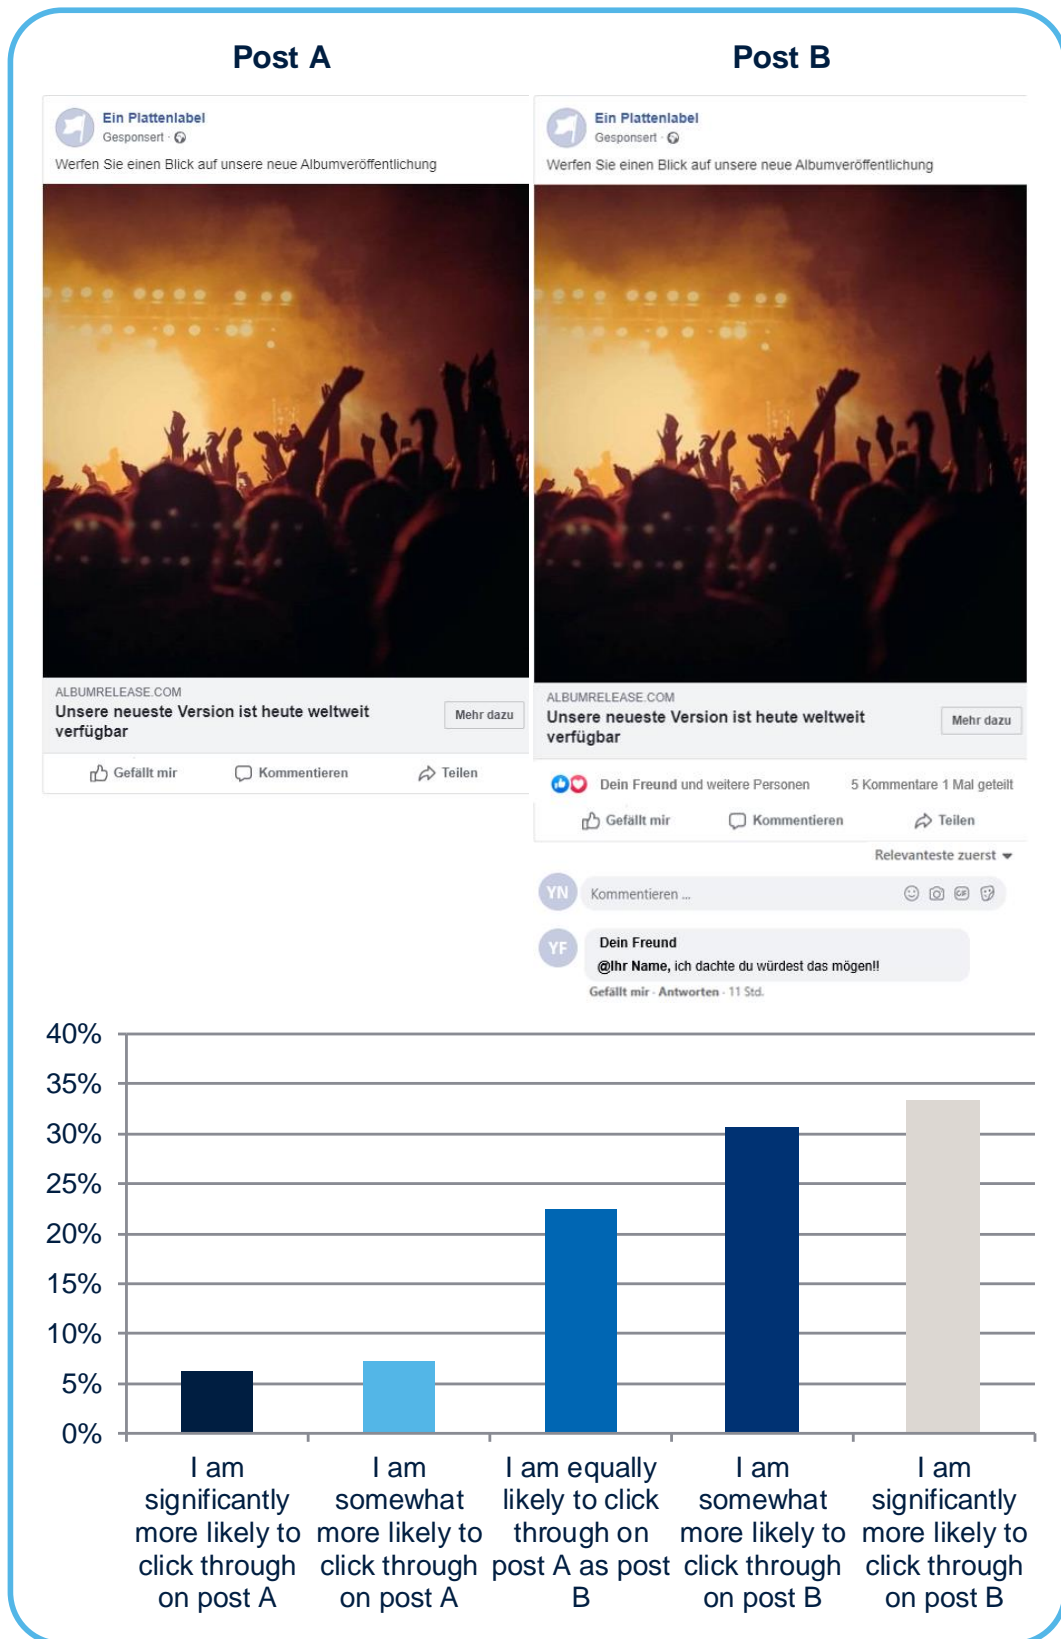 Post A
Post B
Ein Plattenlabel
Gesponsert ·
Werfen Sie einen Blick auf unsere neue Albumveröffentlichung
ALBUMRELEASE.COM
Unsere neueste Version ist heute weltweit
verfügbar
Mehr dazu
Gefällt mir
Kommentieren
Teilen
Ein Plattenlabel
Gesponsert ·
Werfen Sie einen Blick auf unsere neue Albumveröffentlichung
ALBUMRELEASE.COM
Unsere neueste Version ist heute weltweit
verfügbar
Mehr dazu
Dein Freund und weitere Personen
5 Kommentare 1 Mal geteilt
Gefällt mir
Kommentieren
Teilen
Relevanteste zuerst
YN
Kommentieren ...
GIF
YF
Dein Freund
@Ihr Name, ich dachte du würdest das mögen!!
Gefällt mir · Antworten · 11 Std.
40%
35%
30%
25%
20%
15%
10%
5%
0%
I am
significantly
more likely to
click through
on post A
I am
somewhat
more likely to
click through
on post A
I am equally
likely to click
through on
post A as post
B
I am
somewhat
more likely to
click through
on post B
I am
significantly
more likely to
click through
on post B